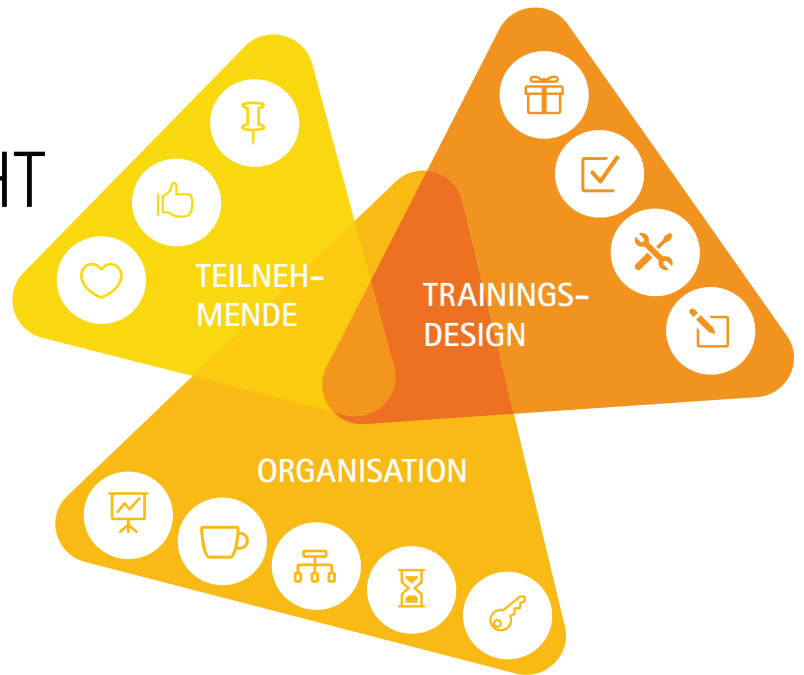 HT
TEILNEH-
MENDE
TRAININGS-
DESIGN
ORGANISATION